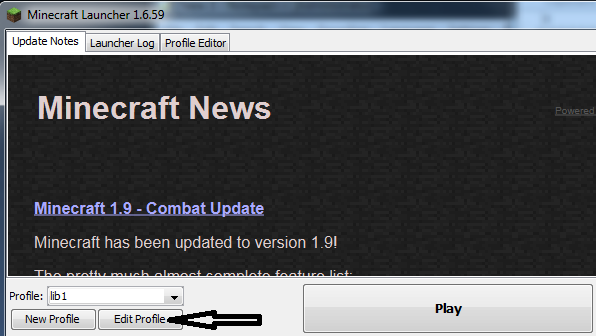 Minecraft Launcher 1.6.59
Update Notes Launcher Log Profile Editor
Minecraft News
Powered
Minecraft 1.9 - Combat Update
Minecraft has been updated to version 1.9!
The pretty much almost complete feature list:
Profile: lib1
New Profile Edit Profile
Play